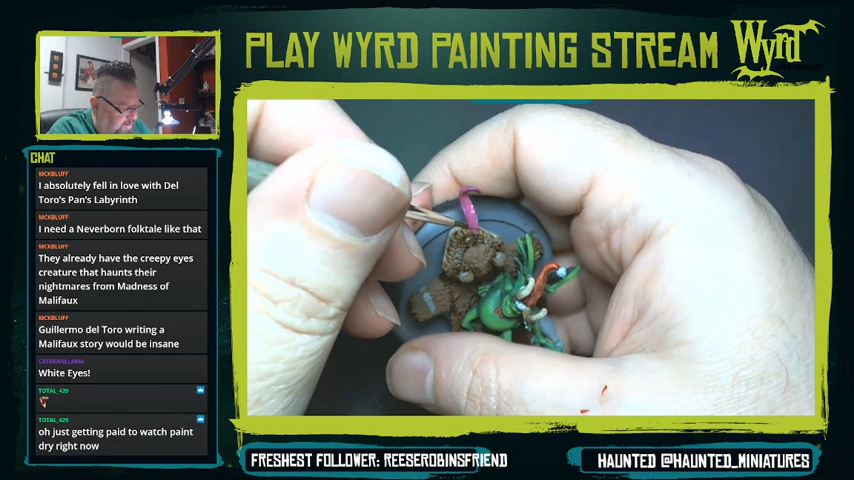 PLAY WYRD PAINTING STREAM
Wyrd
CHAT
MCKBLUFF
I absolutely fell in love with Del
Toro's Pan's Labyrinth
MCKBLUFF
I need a Neverborn folktale like that
MCKBLUFF
They already have the creepy eyes
creature that haunts their
nightmares from Madness of
Malifaux
MCKBLUFF
Guillermo del Toro writing a
Malifaux story would be insane
CATERANLLAMA
White Eyes!
TOTAL_420
TOTAL_420
oh just getting paid to watch paint
dry right now
FRESHEST FOLLOWER: REESEROBINSFRIEND
HAUNTED @HAUNTED_MINIATURES